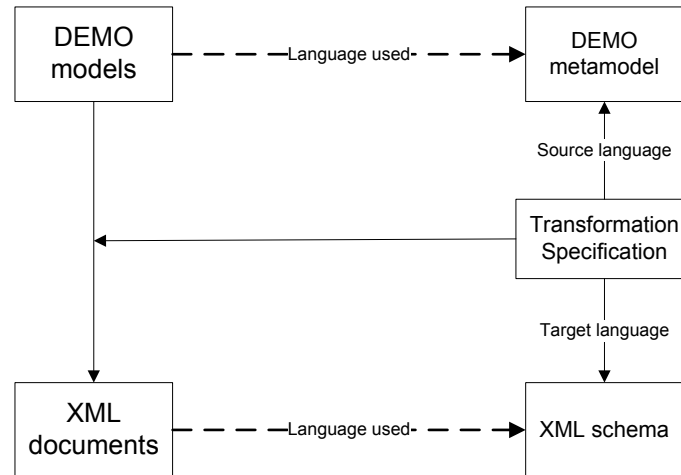 DEMO
models
Language used
DEMO
metamodel
Source language
Transformation
Specification
Target language
XML
documents
Language used
XML schema